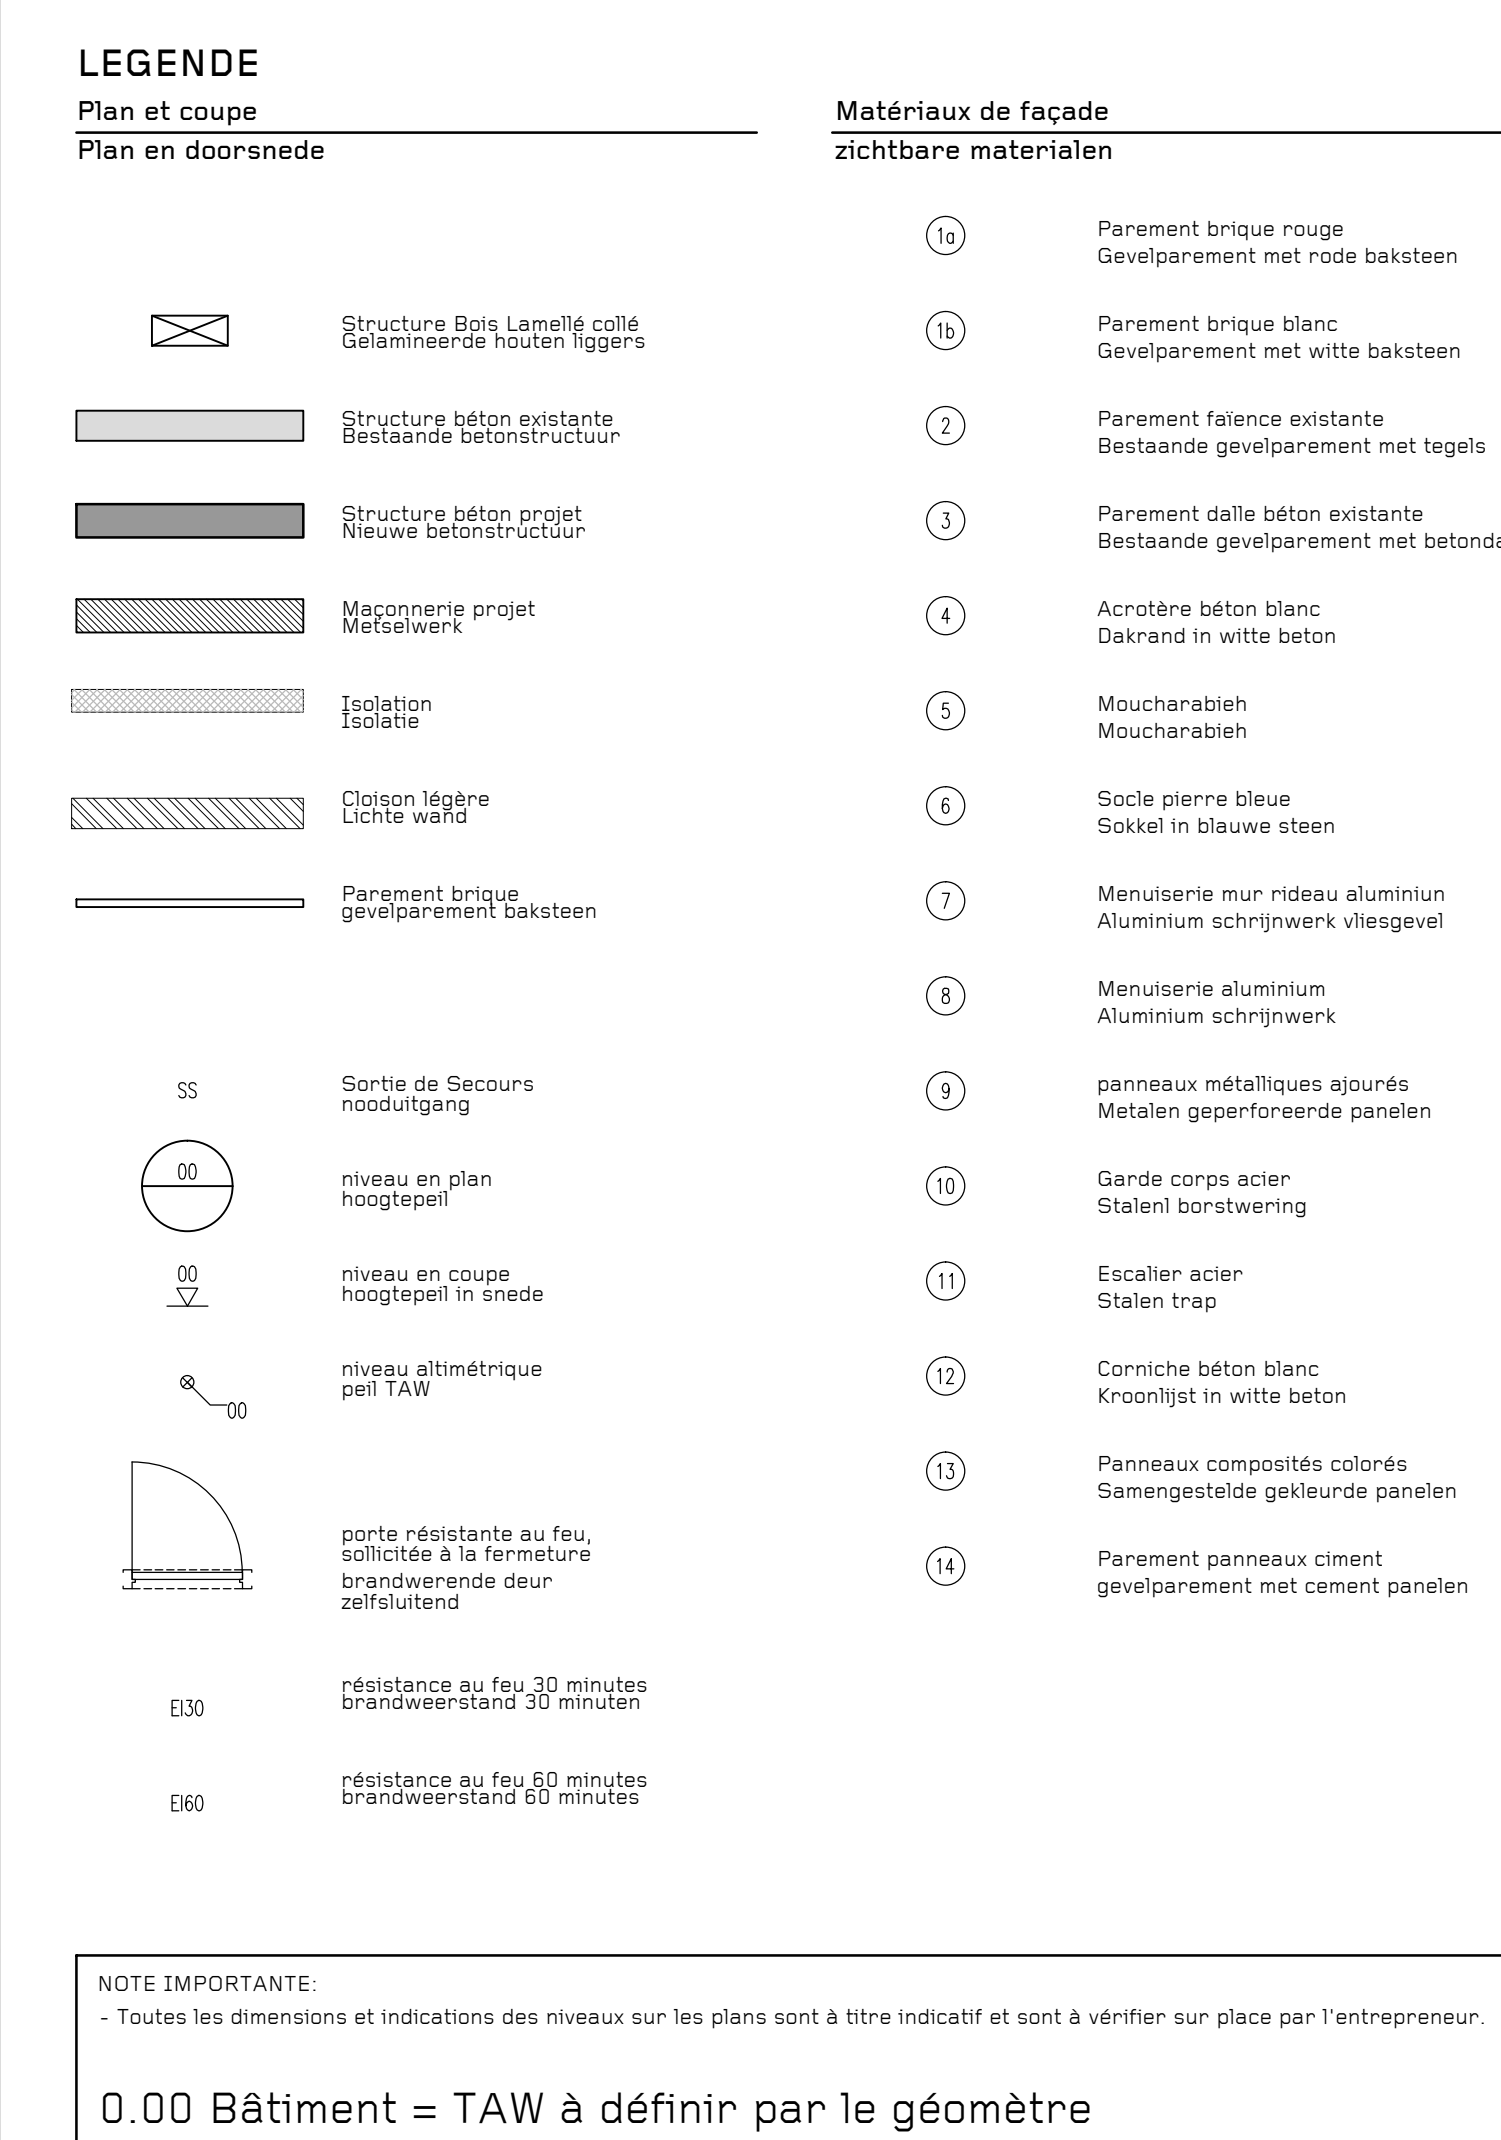 LEGENDE
Plan et coupe
Plan en doorsnede
Structure Bois Lamellé collé
Gelamineerde houten liggers
Structure béton existante
Bestaande betonstructuur
Structure béton projet
Nieuwe betonstructuur
Maçonnerie projet
Metselwerk
Isolation
Isolatie
Cloison légère
Lichte wand
Parement brique
gevelparement baksteen
SS
Sortie de Secours
nooduitgang
00
niveau en plan
hoogtepeil
00
niveau en coupe
hoogtepeil in snede
00
niveau altimétrique
peil TAW
porte résistante au feu,
sollicitée à la fermeture
brandwerende deur
zelfsluitend
EI30
résistance au feu 30 minutes
brandweerstand 30 minuten
EI60
résistance au feu 60 minutes
brandweerstand 60 minutes
Matériaux de façade
zichtbare materialen
1a
Parement brique rouge
Gevelparement met rode baksteen
1b
Parement brique blanc
Gevelparement met witte baksteen
2
Parement faïence existante
Bestaande gevelparement met tegels
3
Parement dalle béton existante
Bestaande gevelparement met
4
Acrotère béton blanc
Dakrand in witte beton
5
Moucharabieh
Moucharabieh
6
Socle pierre bleue
Sokkel in blauwe steen
7
Menuiserie mur rideau aluminiun
Aluminium schrijnwerk vliesgevel
8
Menuiserie aluminium
Aluminium schrijnwerk
9
panneaux métalliques ajourés
Metalen geperforeerde panelen
10
Garde corps acier
Stalenl borstwering
11
Escalier acier
Stalen trap
12
Corniche béton blanc
Kroonlijst in witte beton
13
Panneaux composités colorés
Samengestelde gekleurde panelen
14
Parement panneaux ciment
gevelparement met cement panelen
NOTE IMPORTANTE:
- Toutes les dimensions et indications des niveaux sur les plans sont à titre indicatif et sont à vérifier sur place par l'entrepreneur.
0.00 Bâtiment = TAW à définir par le géomètre